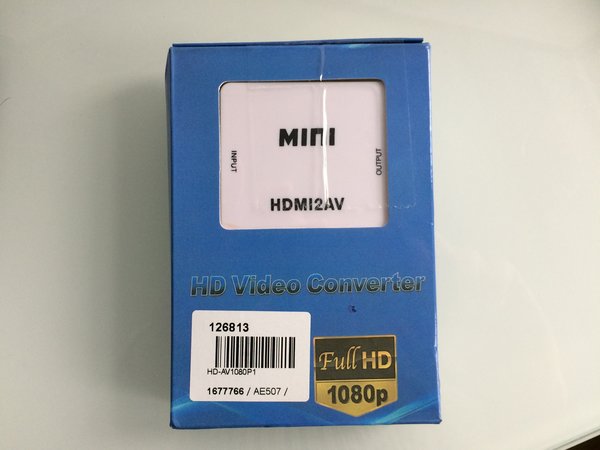 MINI
INPUT
OUTPUT
HDMI2AV
HD Video Converter
126813
HD-AV1080P1
1677766 / AE507 /
Full HD
1080p